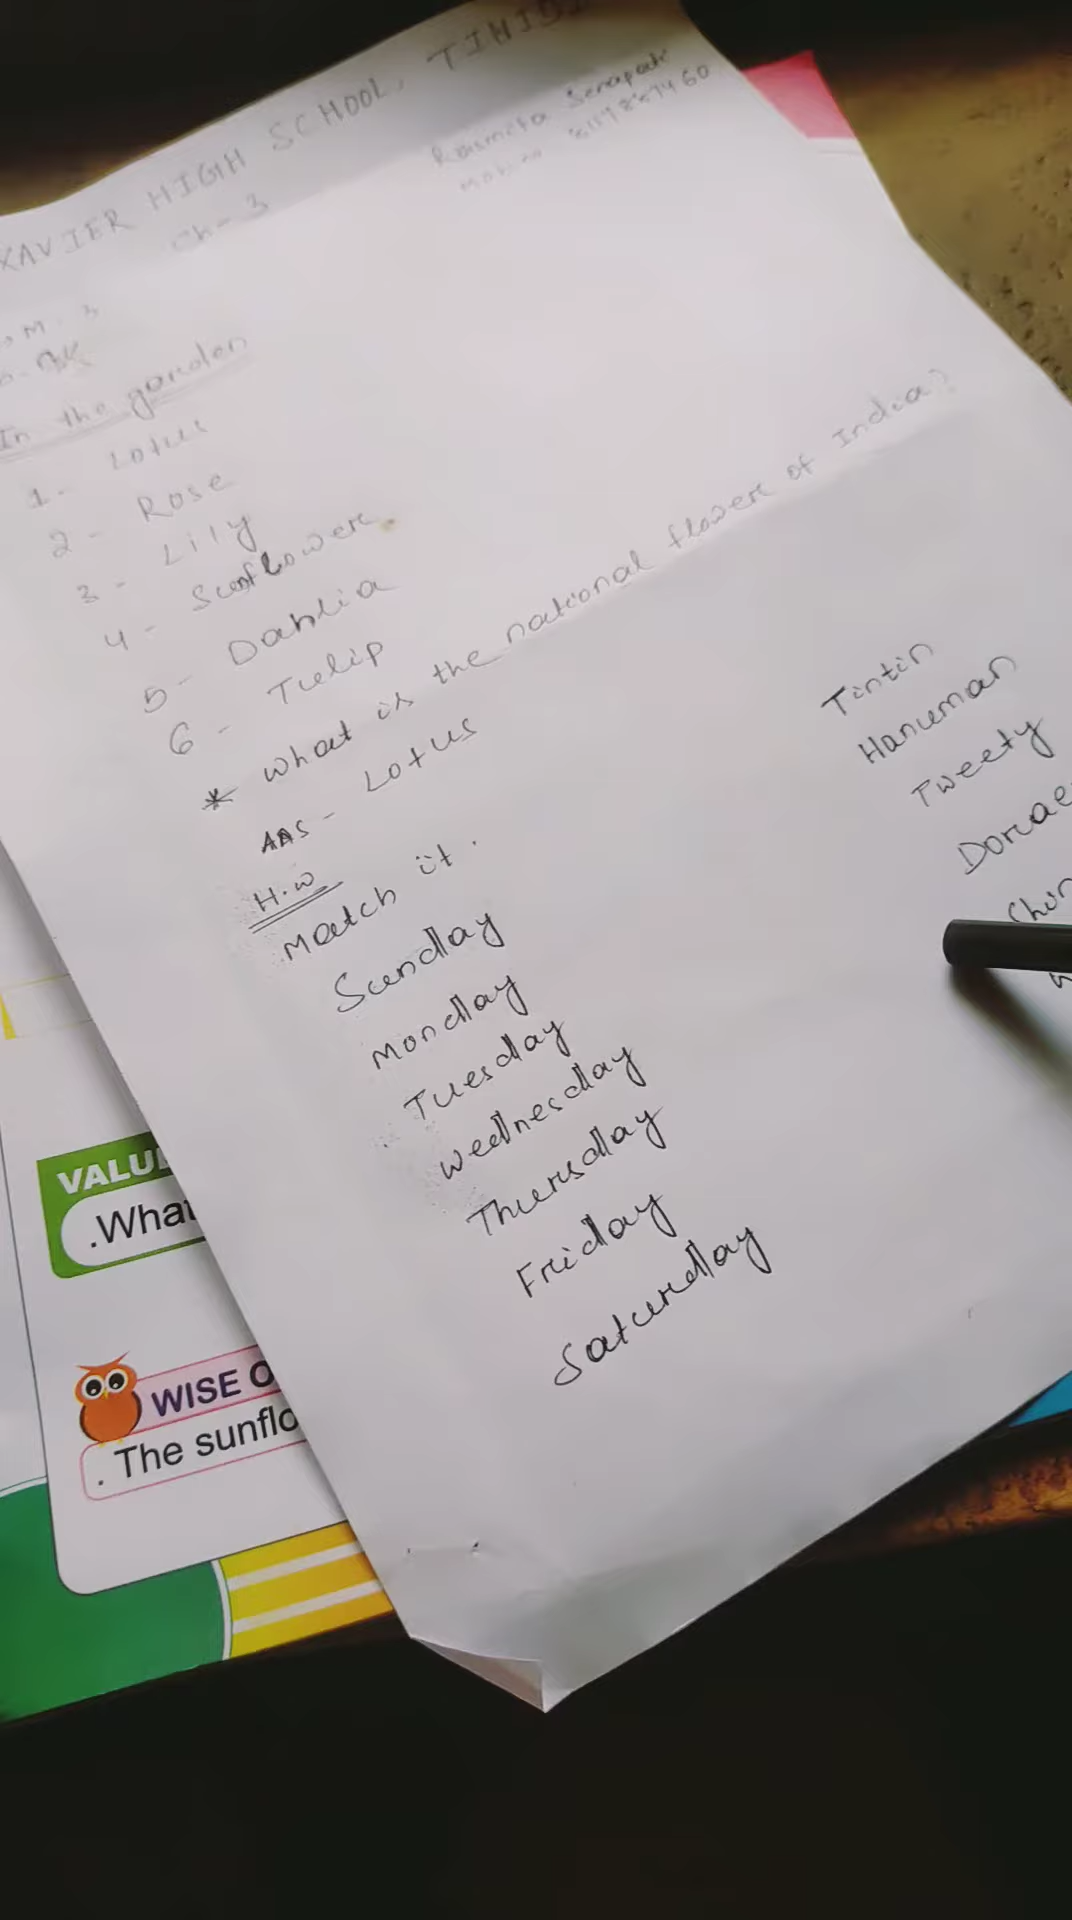 XAVIER HIGH SCHOOL,
Ch - 3
In the garden
1- Lotus
2- Rose
3- Lily
4- Sunflower
5- Dahlia
6- Tulip
* What is the national flower of India?
Ans- Lotus
H.W
Match it.
Sunday
Monday
Tuesday
Wednesday
Thursday
Friday
Saturday
Tintin
Hanuman
Tweety
VALU
.What
WISE O
. The sunflo